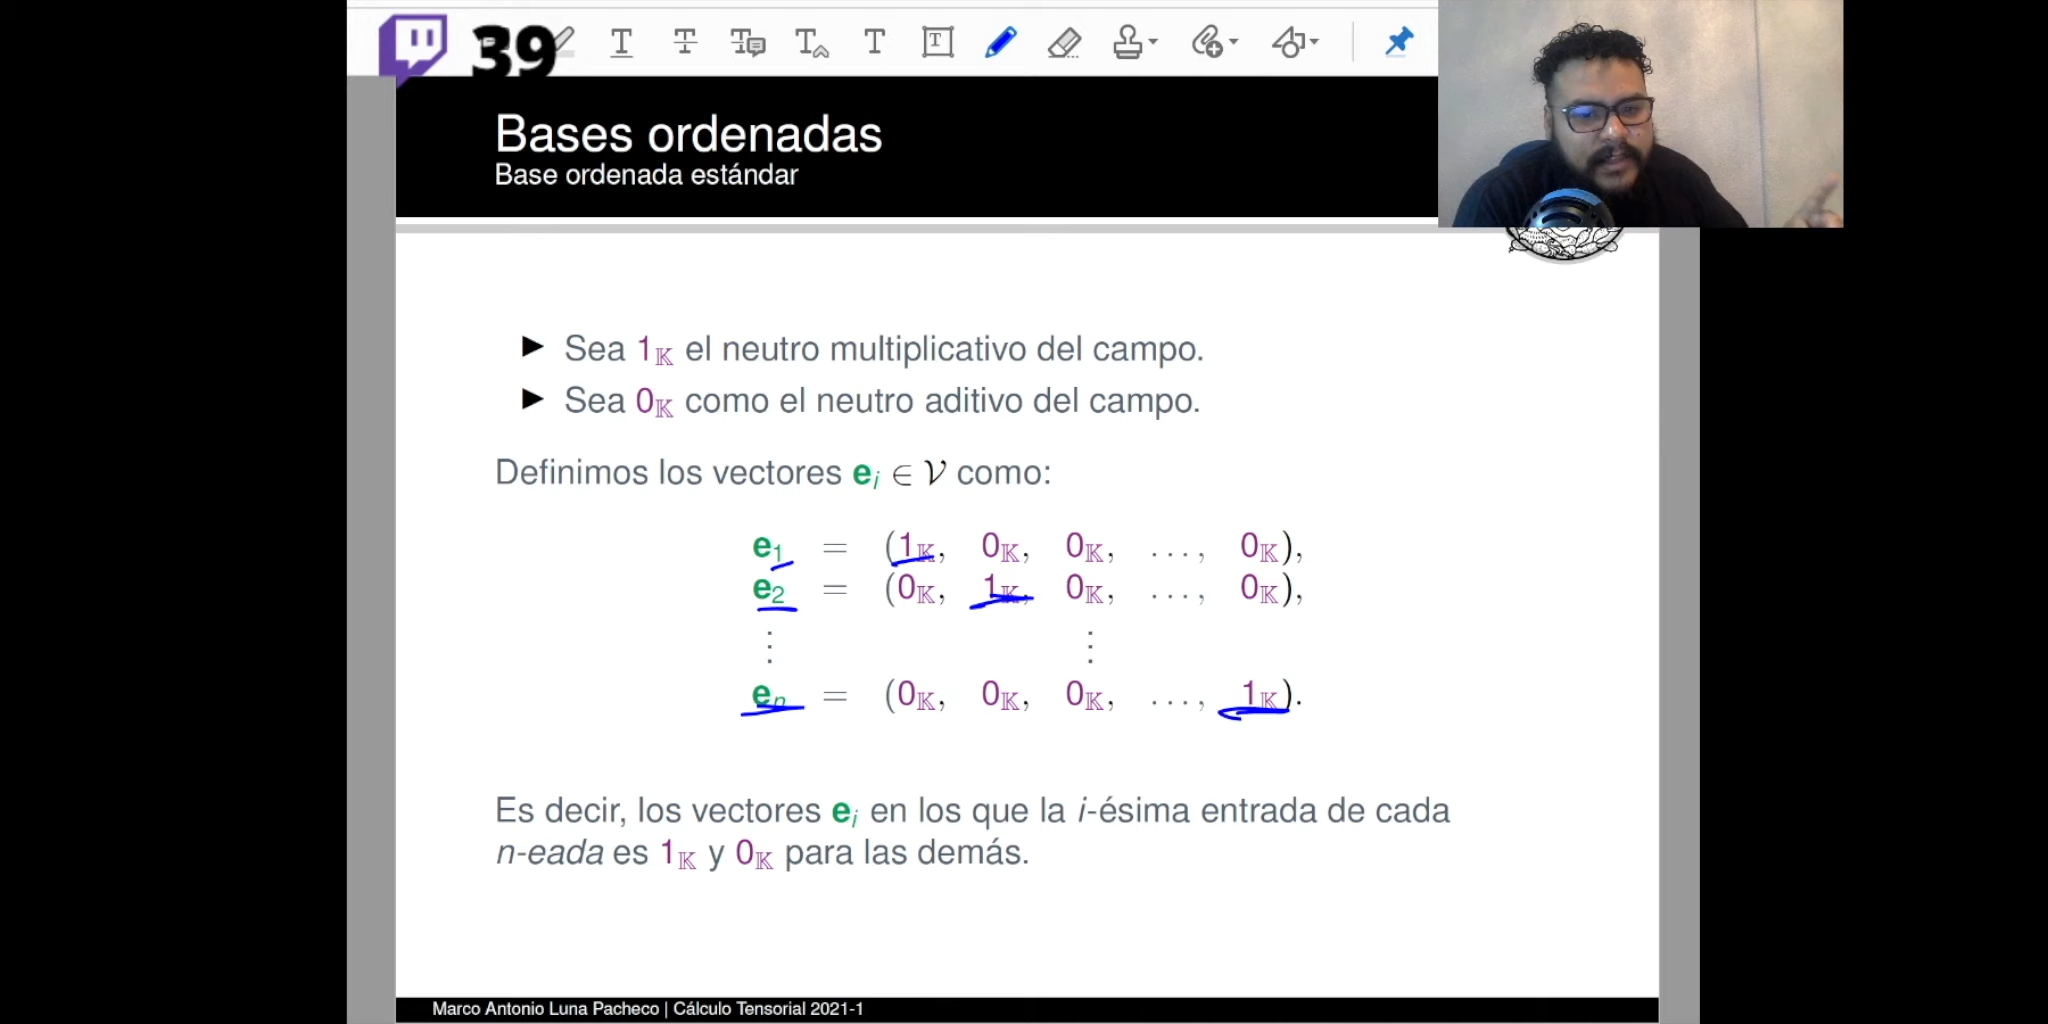 39
Bases ordenadas
Base ordenada estándar
▶ Sea 1𝕂 el neutro multiplicativo del campo.
▶ Sea 0𝕂 como el neutro aditivo del campo.
Definimos los vectores eᵢ ∈ 𝒱 como:
e₁ = (1𝕂, 0𝕂, 0𝕂, ..., 0𝕂),
e₂ = (0𝕂, 1𝕂, 0𝕂, ..., 0𝕂),
⋮ ⋮
eₙ = (0𝕂, 0𝕂, 0𝕂, ..., 1𝕂).
Es decir, los vectores eᵢ en los que la i-ésima entrada de cada
n-eada es 1𝕂 y 0𝕂 para las demás.
Marco Antonio Luna Pacheco | Cálculo Tensorial 2021-1